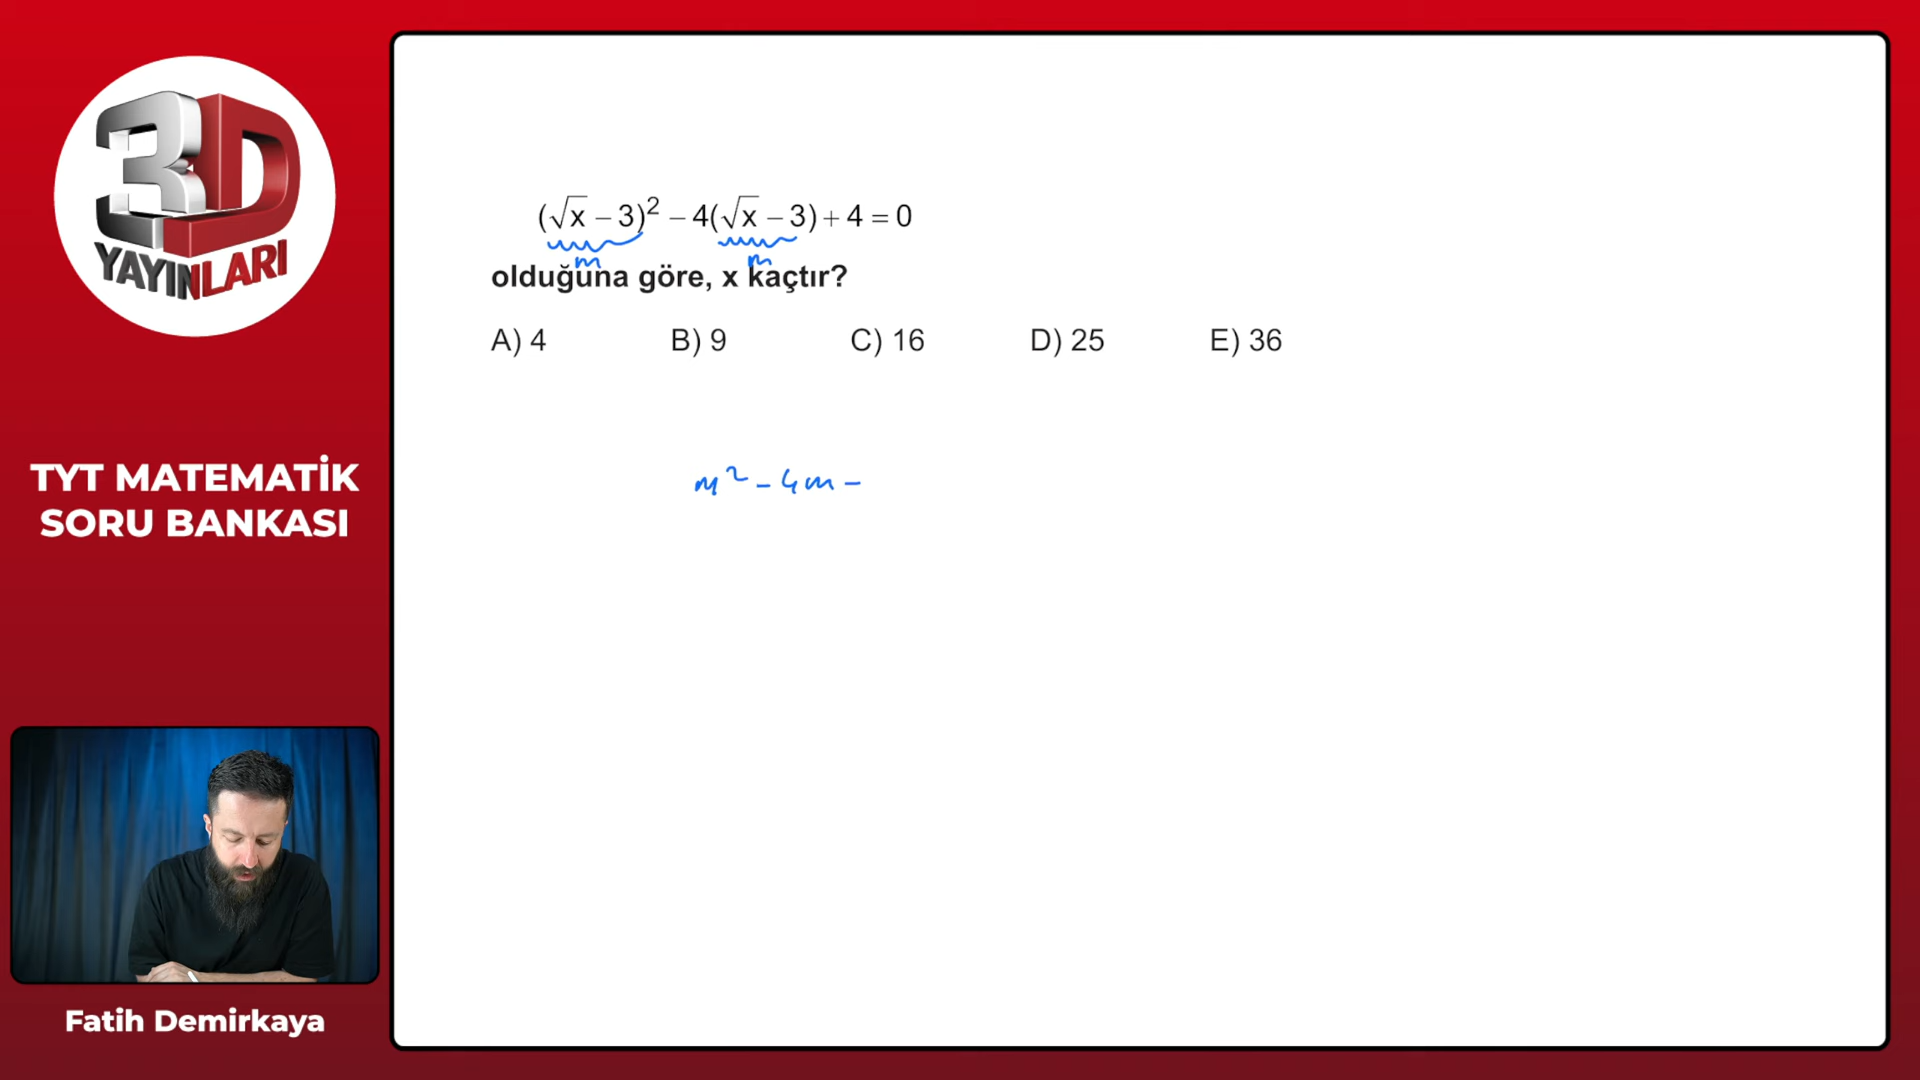 3D
YAYINLARI
TYT MATEMATİK
SORU BANKASI
Fatih Demirkaya
(√x − 3)² − 4(√x − 3) + 4 = 0
m m
olduğuna göre, x kaçtır?
A) 4 B) 9 C) 16 D) 25 E) 36
m² − 4m −